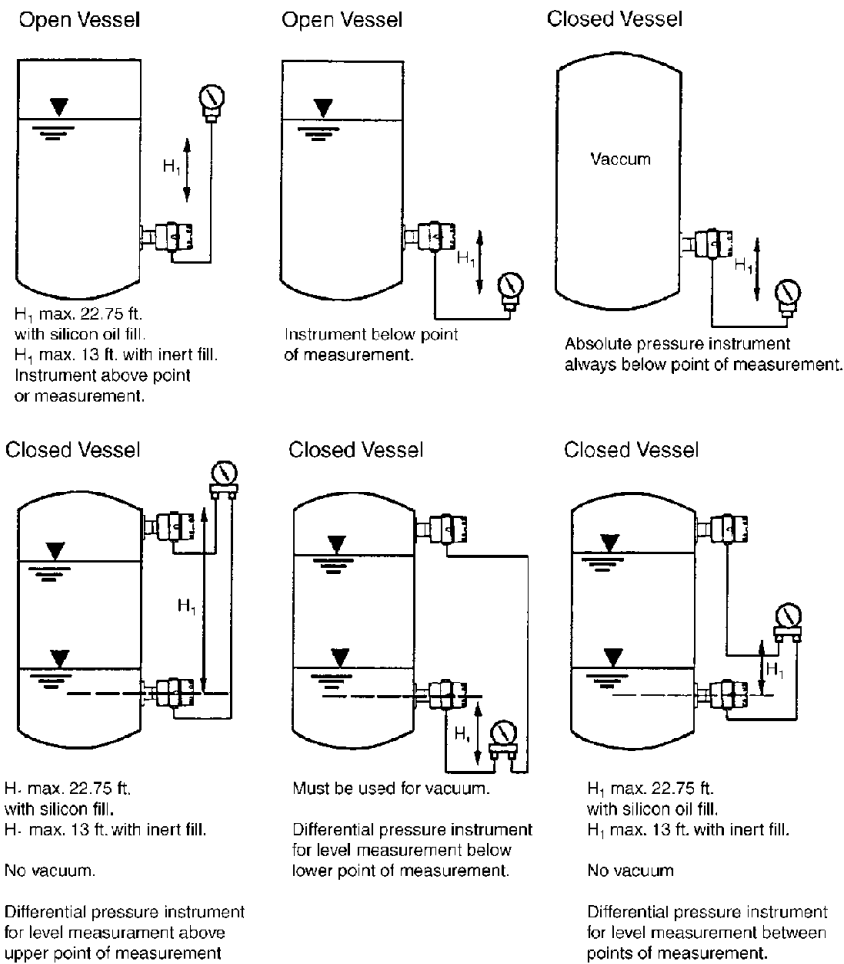 Open Vessel
Open Vessel
Closed Vessel
H₁
H₁
Vaccum
H₁
H₁ max. 22.75 ft.
with silicon oil fill.
H₁ max. 13 ft. with inert fill.
Instrument above point
or measurement.
Instrument below point
of measurement.
Absolute pressure instrument
always below point of measurement.
Closed Vessel
Closed Vessel
Closed Vessel
H₁
H₁
H₁
H₁ max. 22.75 ft.
with silicon fill.
H₁ max. 13 ft. with inert fill.
No vacuum.
Differential pressure instrument
for level measurament above
upper point of measurement
Must be used for vacuum.
Differential pressure instrument
for level measurement below
lower point of measurement.
H₁ max. 22.75 ft.
with silicon oil fill.
H₁ max. 13 ft. with inert fill.
No vacuum
Differential pressure instrument
for level measurement between
points of measurement.